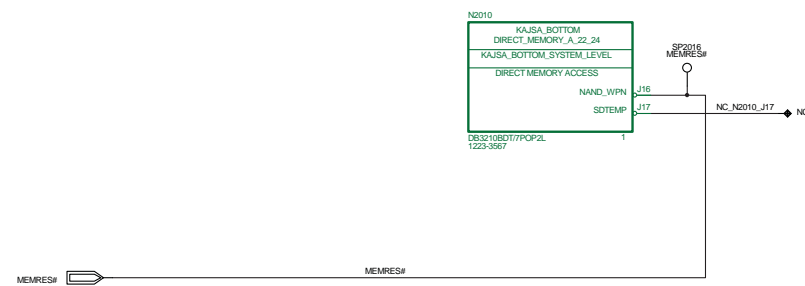 N2010
KAJSA_BOTTOM
DIRECT_MEMORY_A_22_24
KAJSA_BOTTOM_SYSTEM_LEVEL
DIRECT MEMORY ACCESS
SP2016
MEMRES#
NAND_WPN
J16
SDTEMP
J17
NC_N2010_J17
NC
DB3210BDT/7POP2L
1
1223-3567
MEMRES#
MEMRES#